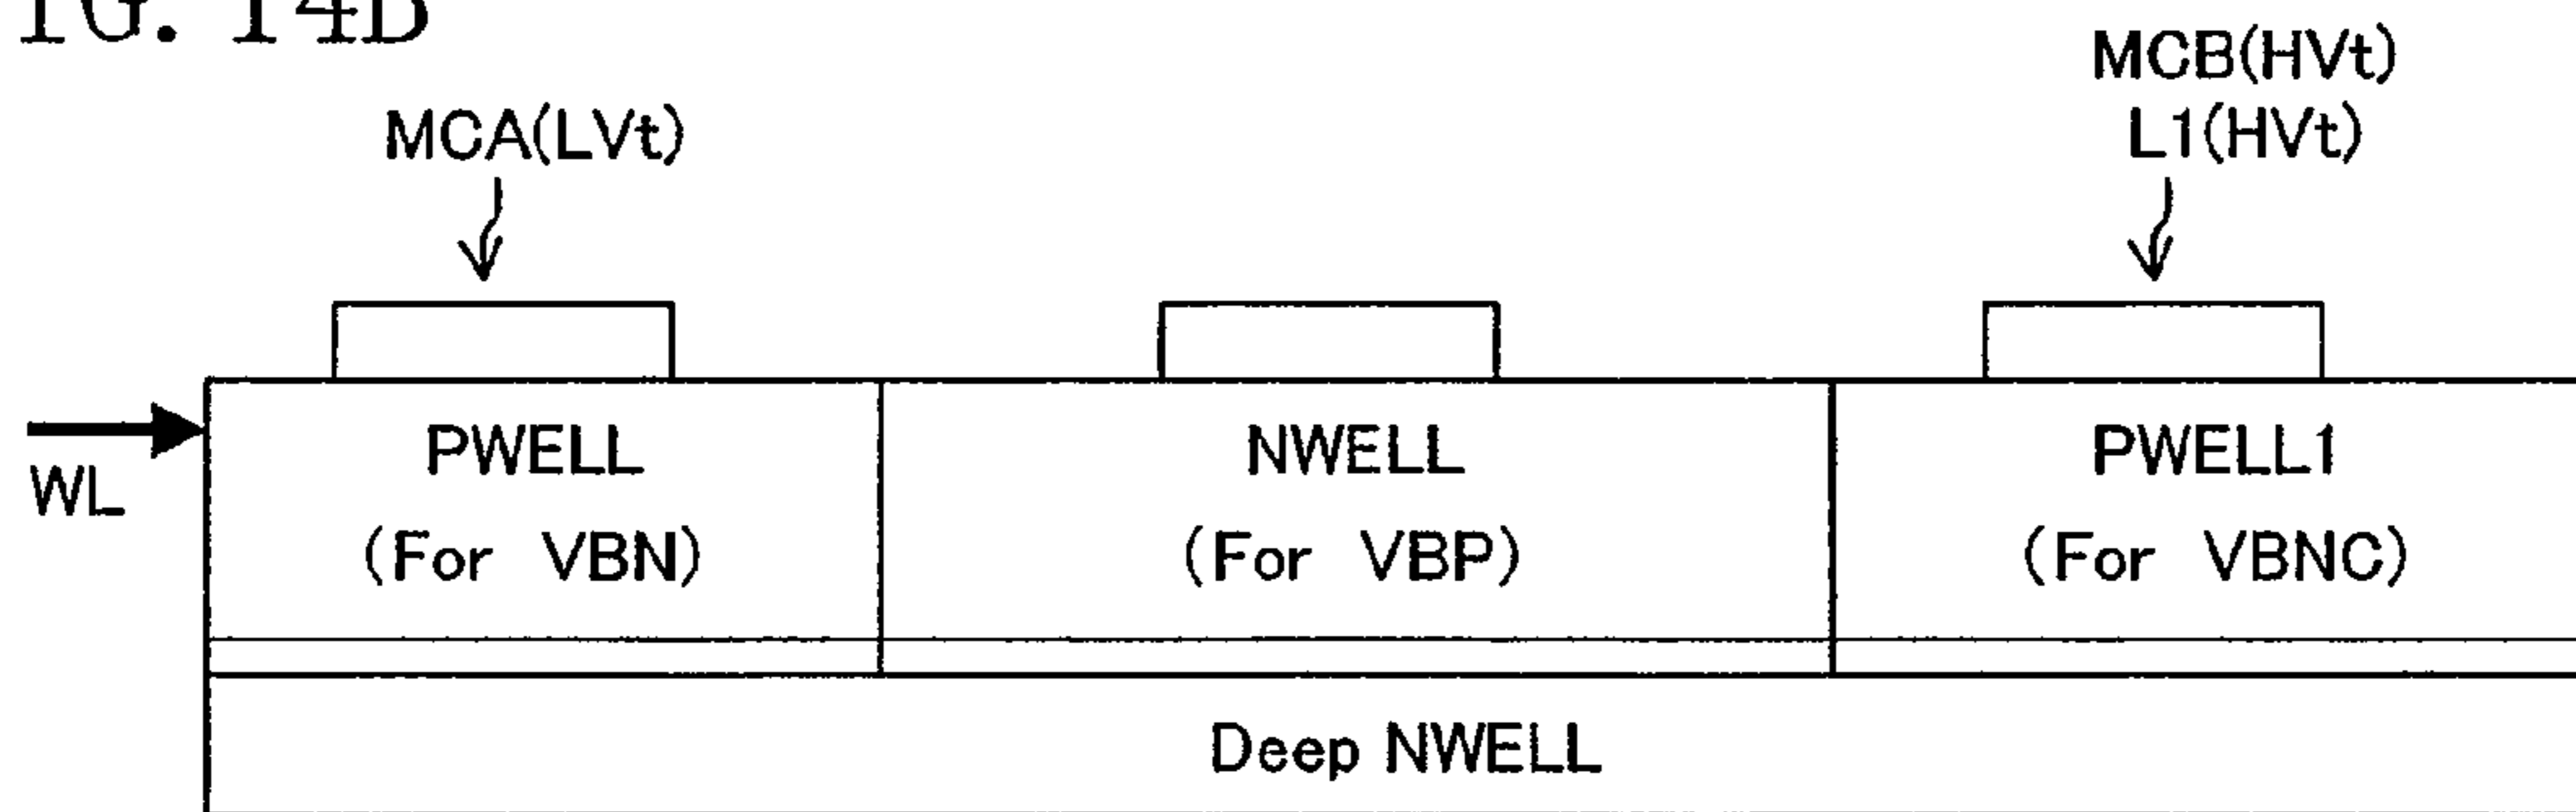 IG. 14B
MCB(HVt)
MCA(LVt)
L1(HVt)
WL
PWELL
NWELL
PWELL1
(For VBN)
(For VBP)
(For VBNC)
Deep NWELL